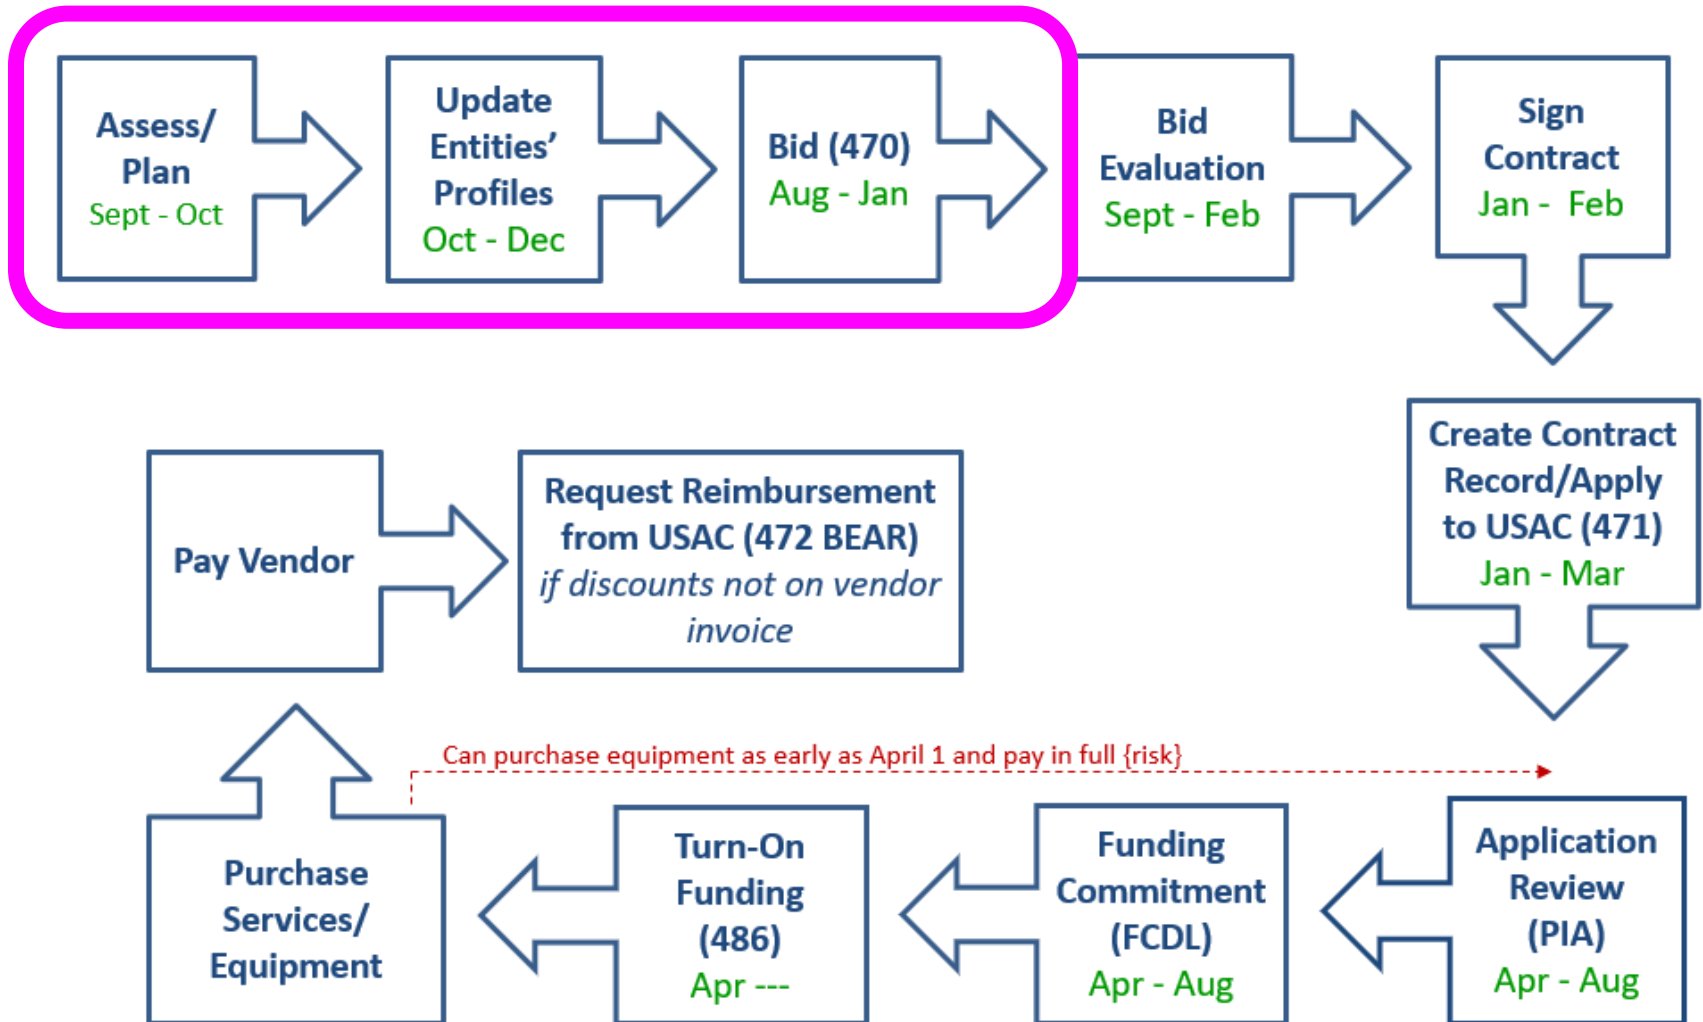 Assess/
Plan
Sept - Oct
Update
Entities’
Profiles
Oct - Dec
Bid (470)
Aug - Jan
Bid
Evaluation
Sept - Feb
Sign
Contract
Jan -  Feb
Create Contract
Record/Apply
to USAC (471)
Jan - Mar
Application
Review
(PIA)
Apr - Aug
Funding
Commitment
(FCDL)
Apr - Aug
Turn-On
Funding
(486)
Apr ---
Purchase
Services/
Equipment
Can purchase equipment as early as April 1 and pay in full {risk}
Pay Vendor
Request Reimbursement
from USAC (472 BEAR)
if discounts not on vendor
invoice